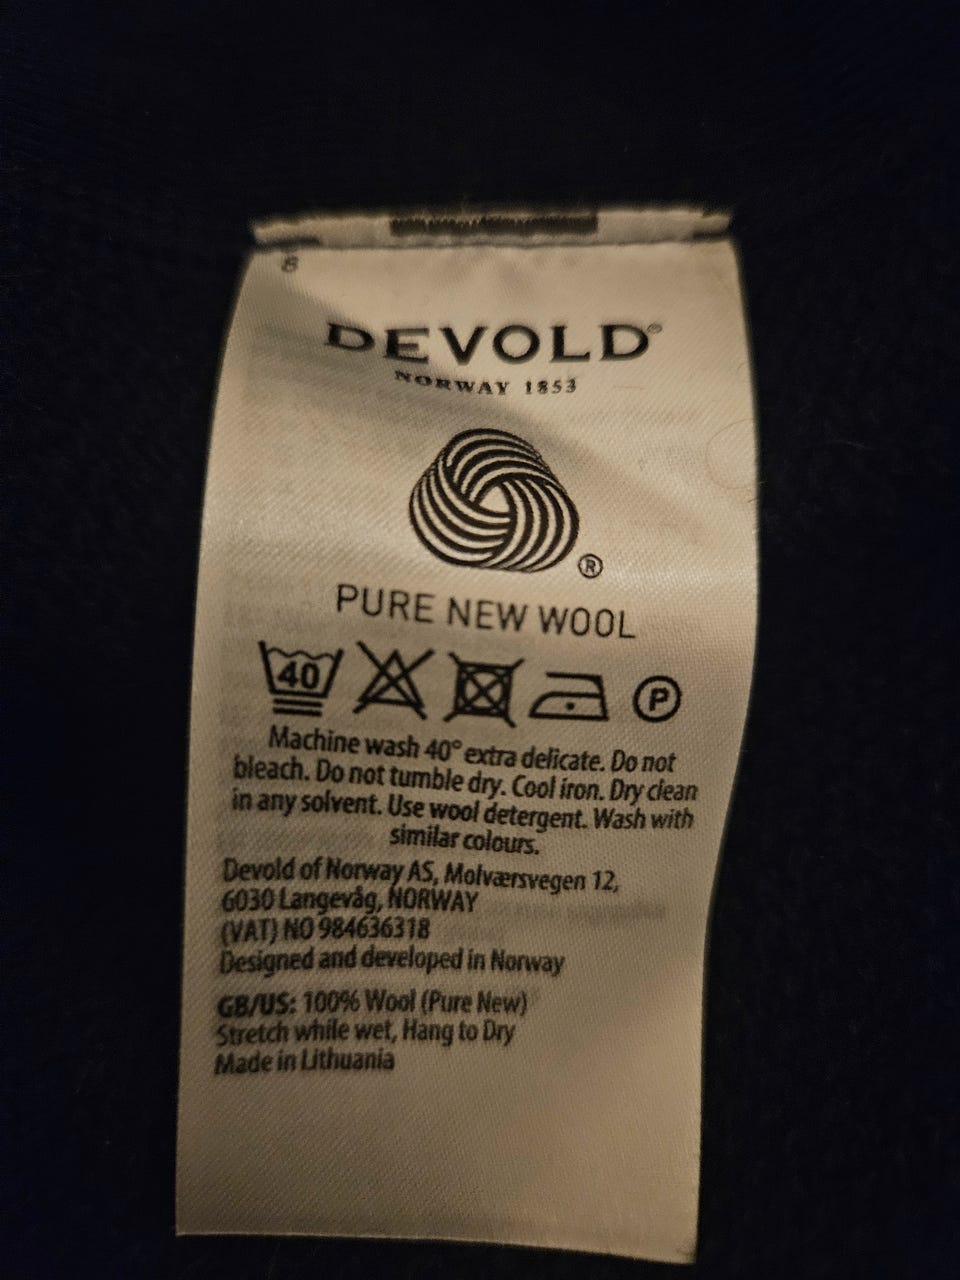 8
DEVOLD®
NORWAY 1853
®
PURE NEW WOOL
40 P
Machine wash 40° extra delicate. Do not
bleach. Do not tumble dry. Cool iron. Dry clean
in any solvent. Use wool detergent. Wash with
similar colours.
Devold of Norway AS, Molværsvegen 12,
6030 Langevåg, NORWAY
(VAT) NO 984636318
Designed and developed in Norway
GB/US: 100% Wool (Pure New)
Stretch while wet, Hang to Dry
Made in Lithuania